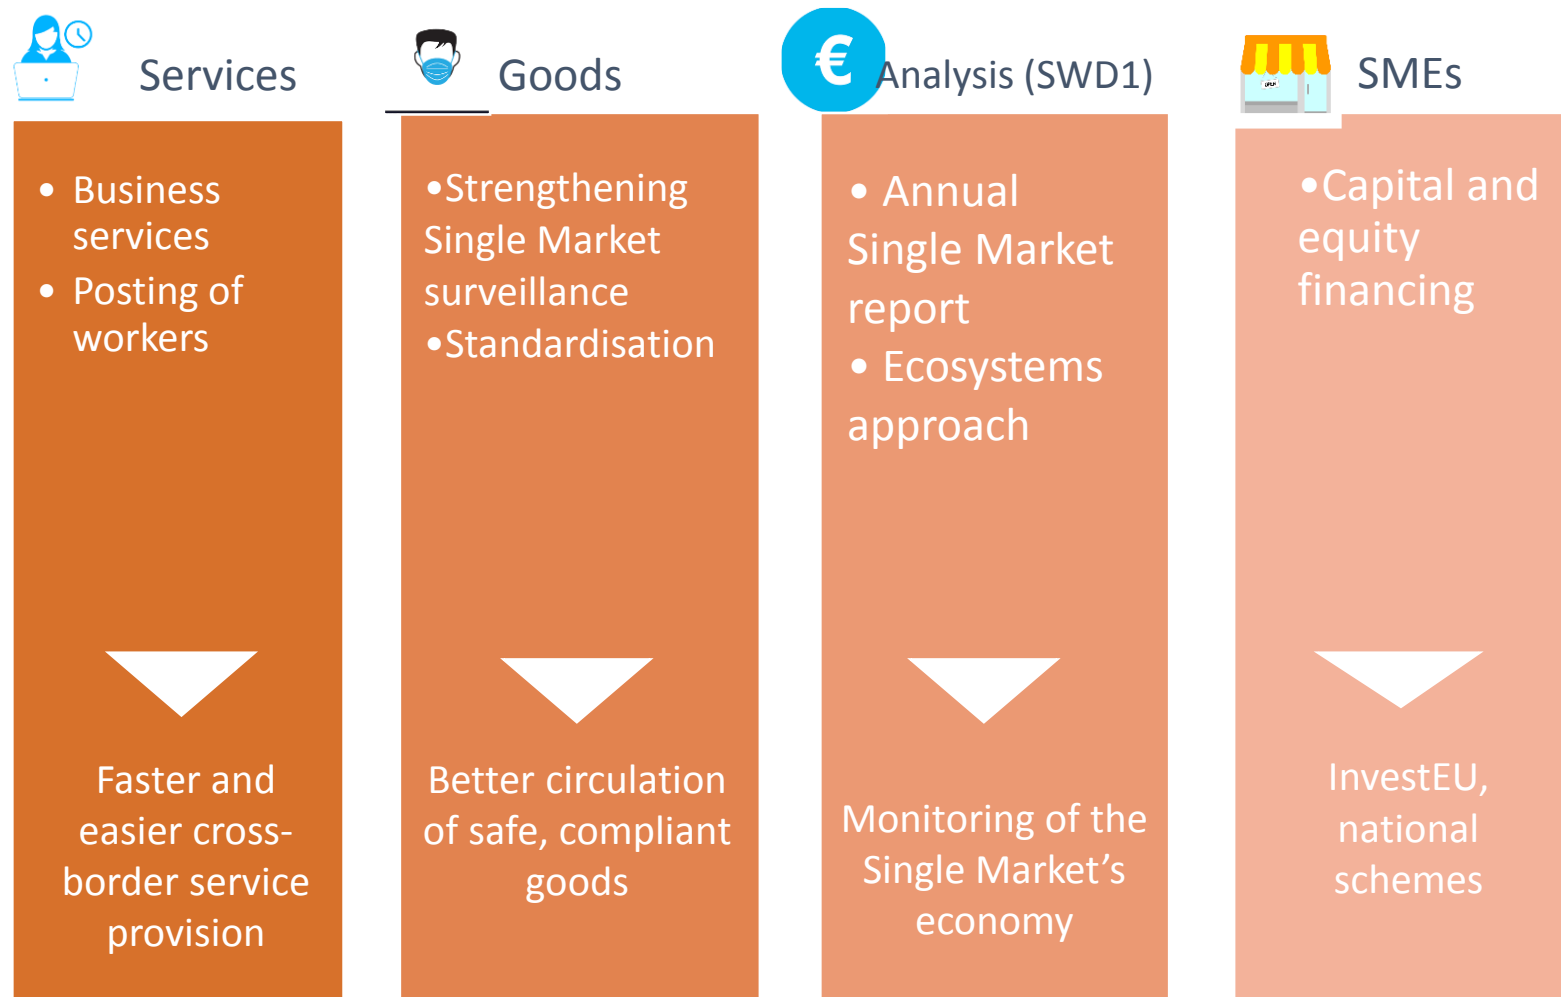 Services
• Business
services
• Posting of
workers
Faster and
easier cross-
border service
provision
Goods
•Strengthening
Single Market
surveillance
•Standardisation
Better circulation
of safe, compliant
goods
€
Analysis (SWD1)
• Annual
Single Market
report
• Ecosystems
approach
Monitoring of the
Single Market’s
economy
OPEN
SMEs
•Capital and
equity
financing
InvestEU,
national
schemes